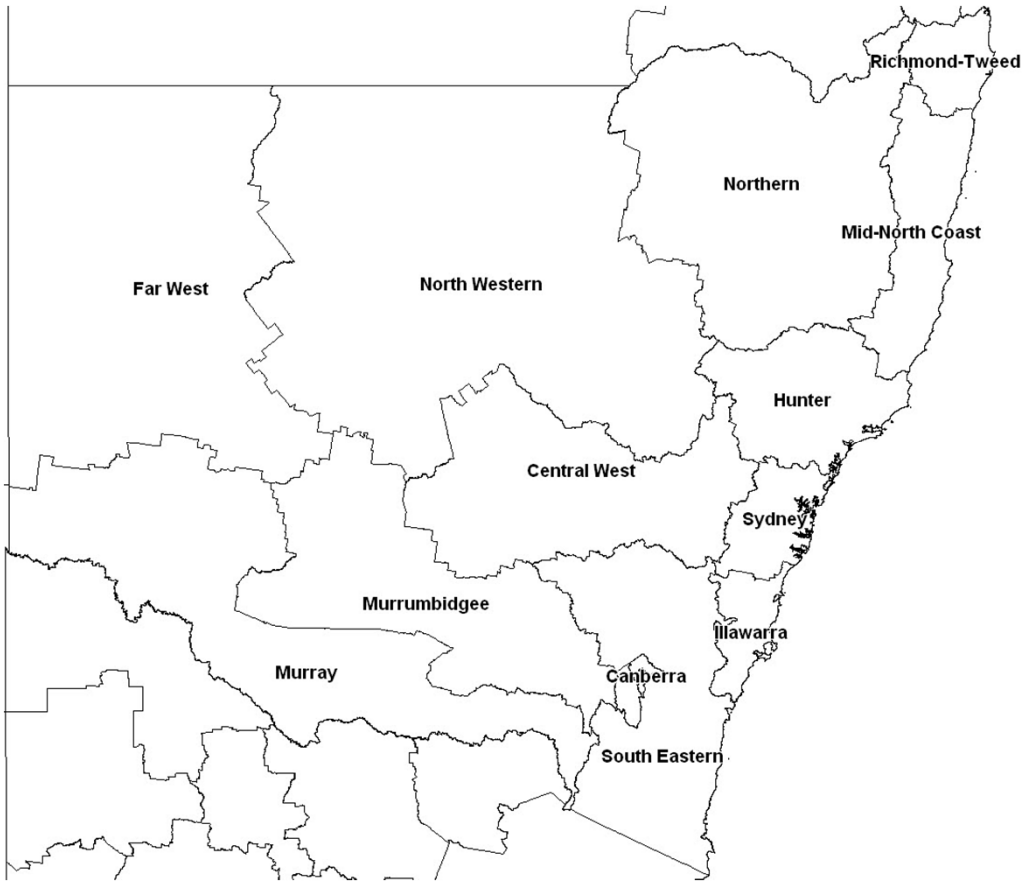 Richmond-Tweed
Northern
Mid-North Coast
North Western
Far West
Hunter
Central West
Sydney
Murrumbidgee
Illawarra
Murray
Canberra
South Eastern